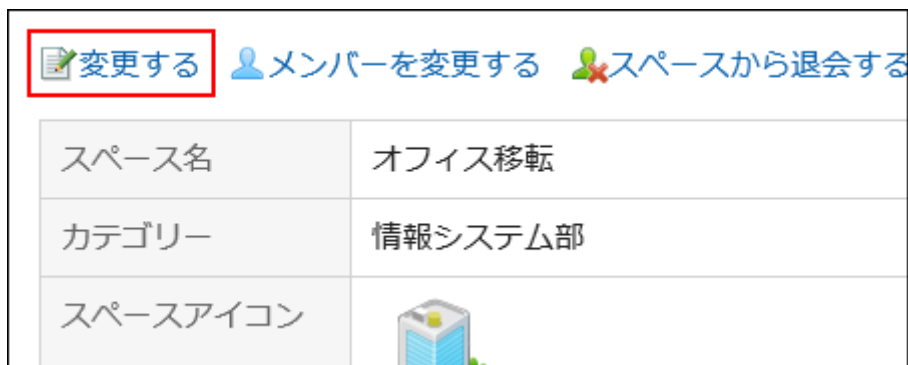 変更する メンバーを変更する スペースから退会する
スペース名 オフィス移転
カテゴリー 情報システム部
スペースアイコン